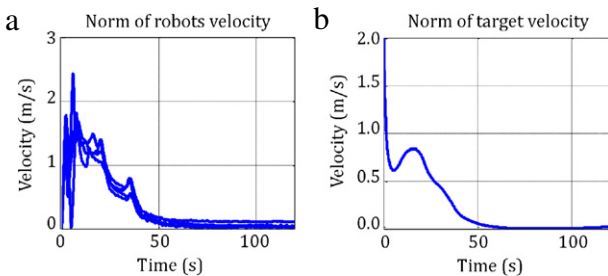 a
Norm of robots velocity
3
2
1
0
Velocity (m/s)
0
50
100
Time (s)
b
Norm of target velocity
2.0
1.5
1.0
0.5
0.0
Velocity (m/s)
0
50
100
Time (s)